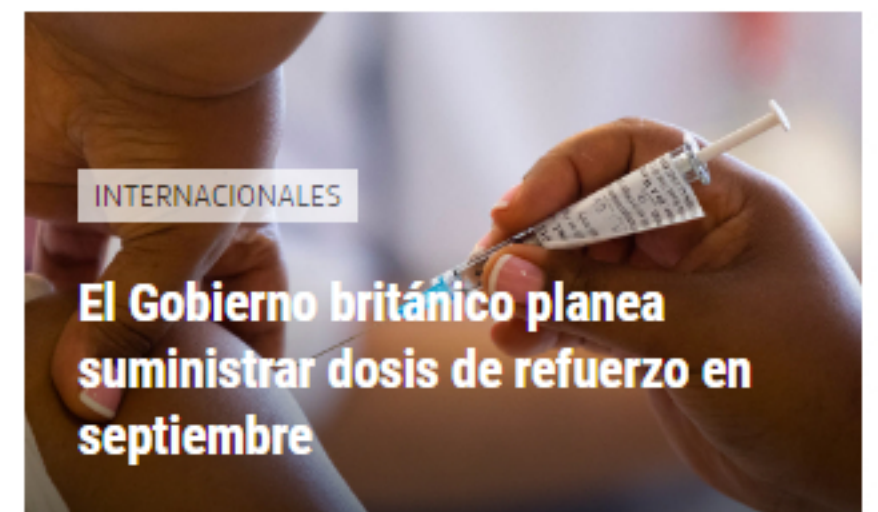 INTERNACIONALES
El Gobierno británico planea
suministrar dosis de refuerzo en
septiembre